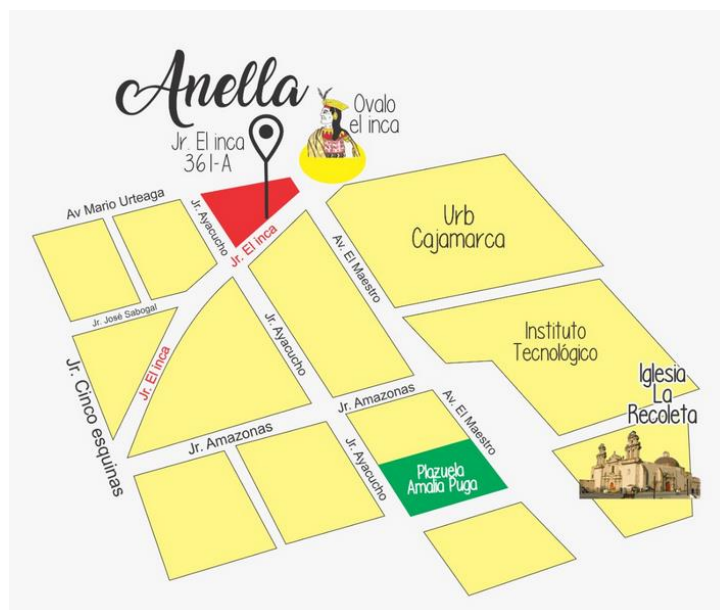 Anella
Jr. El inca
361-A
Ovalo
el inca
Av Mario Urteaga
Jr. Ayacucho
Jr. El inca
Urb
Cajamarca
Av. El Maestro
Jr. José Sabogal
Jr. El inca
Jr. Ayacucho
Instituto
Tecnológico
Jr. Cinco esquinas
Iglesia
La
Recoleta
Jr. Amazonas
Av. El Maestro
Jr. Amazonas
Jr. Ayacucho
Plazuela
Amalia Puga